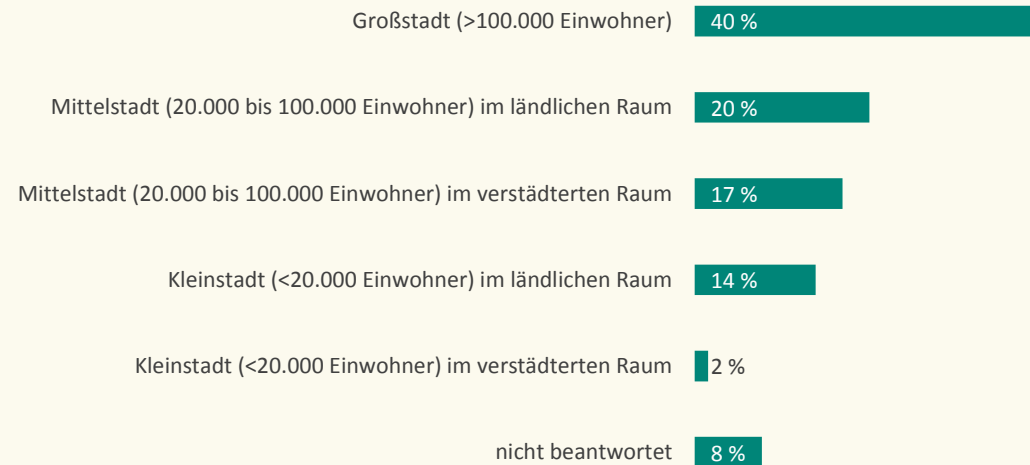 Großstadt (>100.000 Einwohner) 40 %
Mittelstadt (20.000 bis 100.000 Einwohner) im ländlichen Raum 20 %
Mittelstadt (20.000 bis 100.000 Einwohner) im verstädterten Raum 17 %
Kleinstadt (<20.000 Einwohner) im ländlichen Raum 14 %
Kleinstadt (<20.000 Einwohner) im verstädterten Raum 2 %
nicht beantwortet 8 %